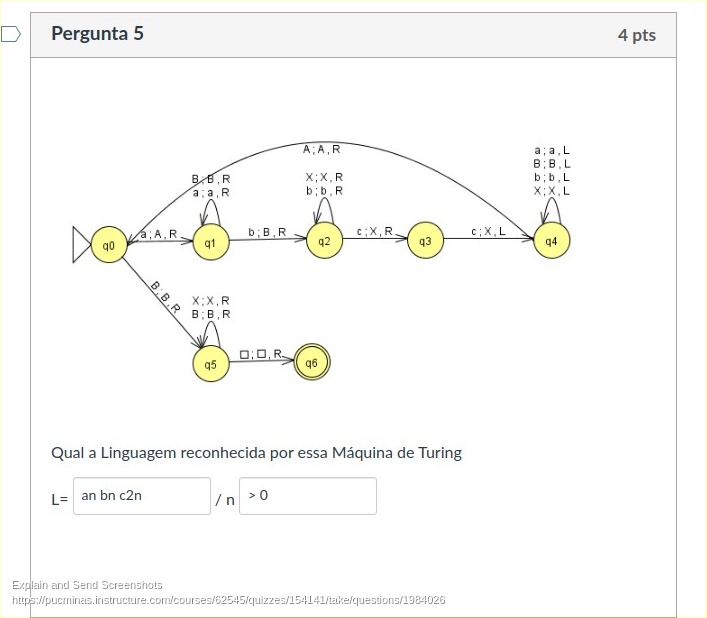 Pergunta 5
4 pts
A;A,R
a;a,L
B;B,L
b;b,L
X;X,L
B;B,R
a;a,R
X;X,R
b;b,R
q0
a;A,R
q1
b;B,R
q2
c;X,R
q3
c;X,L
q4
B;B,R
X;X,R
B;B,R
q5
□;□,R
q6
Qual a Linguagem reconhecida por essa Máquina de Turing
L= an bn c2n / n > 0
Explain and Send Screenshots
https://pucminas.instructure.com/courses/62545/quizzes/154141/take/questions/1984026